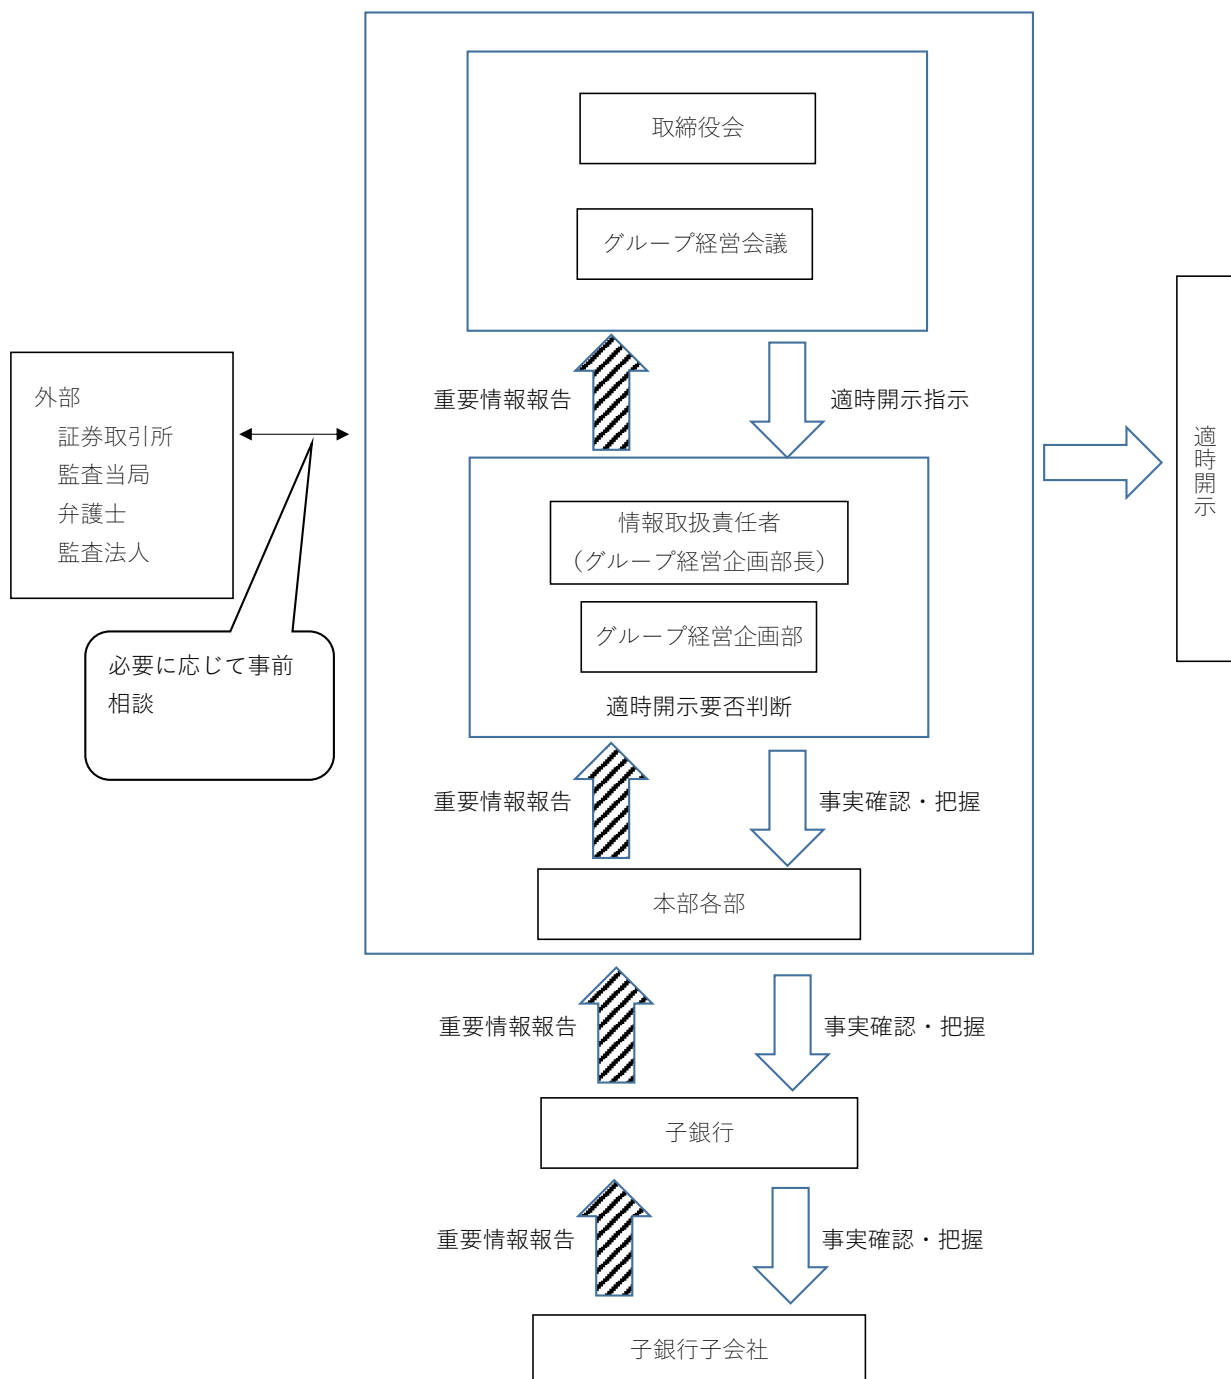 取締役会
グループ経営会議
重要情報報告
適時開示指示
外部
証券取引所
監査当局
弁護士
監査法人
必要に応じて事前
相談
情報取扱責任者
（グループ経営企画部長）
グループ経営企画部
適時開示要否判断
適時開示
重要情報報告
事実確認・把握
本部各部
重要情報報告
事実確認・把握
子銀行
重要情報報告
事実確認・把握
子銀行子会社